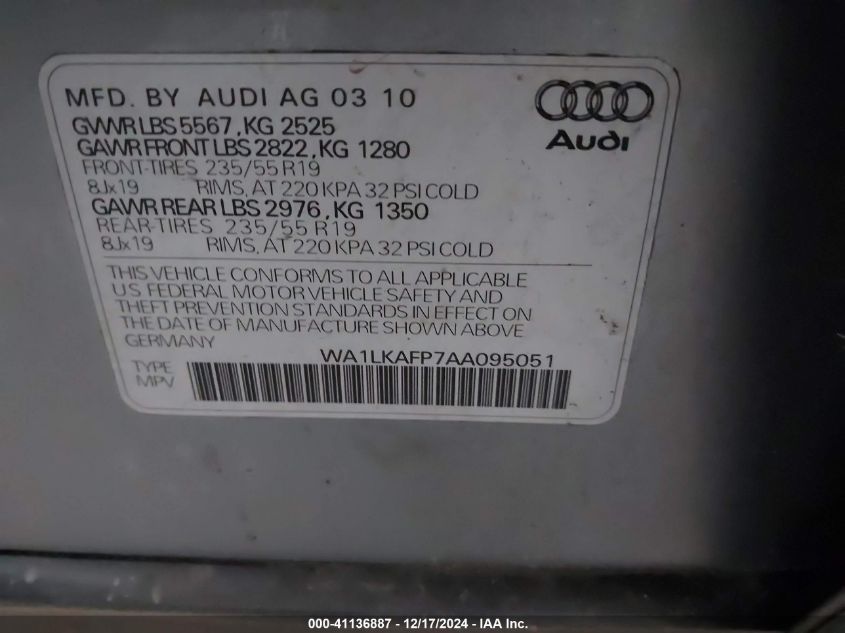 MFD. BY AUDI AG 03 10
GVWR LBS 5567, KG 2525
GAWR FRONT LBS 2822, KG 1280
FRONT-TIRES 235/55 R19
8Jx19 RIMS, AT 220 KPA 32 PSI COLD
GAWR REAR LBS 2976, KG 1350
REAR-TIRES 235/55 R19
8Jx19 RIMS, AT 220 KPA 32 PSI COLD
Audi
THIS VEHICLE CONFORMS TO ALL APPLICABLE
US FEDERAL MOTOR VEHICLE SAFETY AND
THEFT PREVENTION STANDARDS IN EFFECT ON
THE DATE OF MANUFACTURE SHOWN ABOVE
GERMANY
WA1LKAFP7AA095051
TYPE
MPV
000-41136887 - 12/17/2024 - IAA Inc.